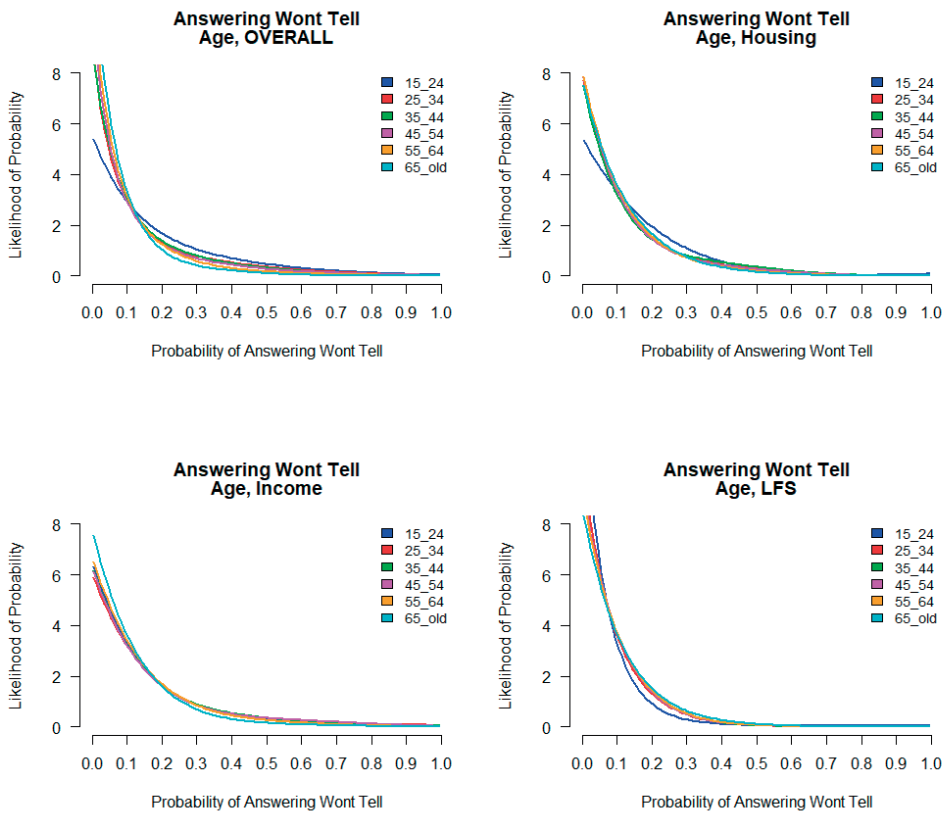 Answering Wont Tell
Age, OVERALL
Likelihood of Probability
8
6
4
2
0
15_24
25_34
35_44
45_54
55_64
65_old
0.0 0.1 0.2 0.3 0.4 0.5 0.6 0.7 0.8 0.9 1.0
Probability of Answering Wont Tell
Answering Wont Tell
Age, Housing
Likelihood of Probability
8
6
4
2
0
15_24
25_34
35_44
45_54
55_64
65_old
0.0 0.1 0.2 0.3 0.4 0.5 0.6 0.7 0.8 0.9 1.0
Probability of Answering Wont Tell
Answering Wont Tell
Age, Income
Likelihood of Probability
8
6
4
2
0
15_24
25_34
35_44
45_54
55_64
65_old
0.0 0.1 0.2 0.3 0.4 0.5 0.6 0.7 0.8 0.9 1.0
Probability of Answering Wont Tell
Answering Wont Tell
Age, LFS
Likelihood of Probability
8
6
4
2
0
15_24
25_34
35_44
45_54
55_64
65_old
0.0 0.1 0.2 0.3 0.4 0.5 0.6 0.7 0.8 0.9 1.0
Probability of Answering Wont Tell